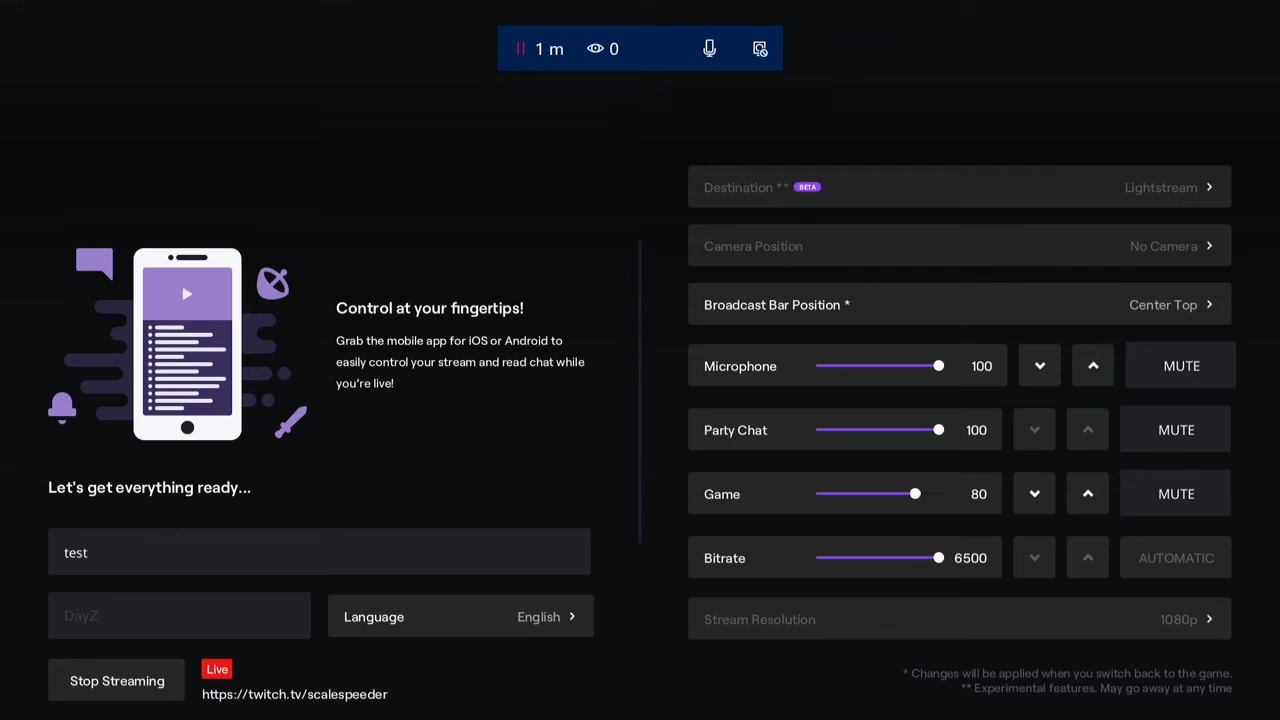 1 m 0
Control at your fingertips!
Grab the mobile app for iOS or Android to
easily control your stream and read chat while
you're live!
Let's get everything ready...
test
DayZ
Language English
Stop Streaming
Live
https://twitch.tv/scalespeeder
Destination ** BETA Lightstream
Camera Position No Camera
Broadcast Bar Position * Center Top
Microphone 100 MUTE
Party Chat 100 MUTE
Game 80 MUTE
Bitrate 6500 AUTOMATIC
Stream Resolution 1080p
* Changes will be applied when you switch back to the game.
** Experimental features. May go away at any time